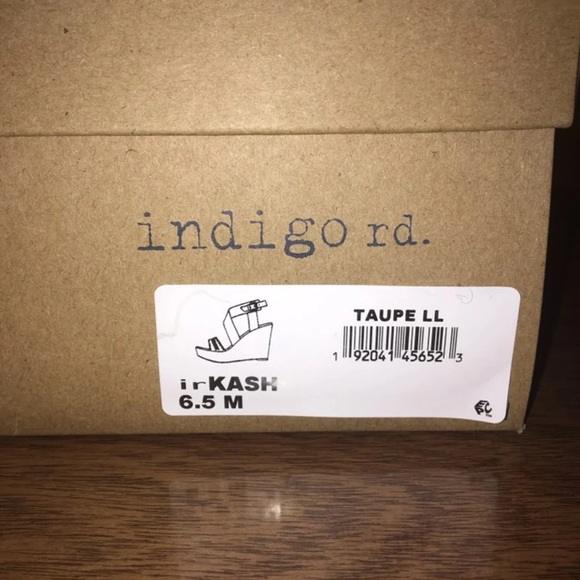 indigo rd.
TAUPE LL
1 92041 45652 3
irKASH
6.5 M